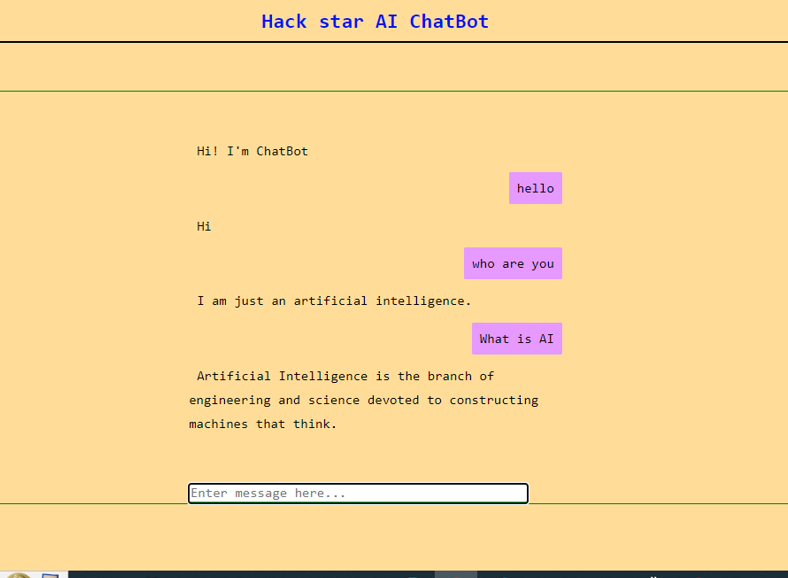 Hack star AI ChatBot
Hi! I'm ChatBot
hello
Hi
who are you
I am just an artificial intelligence.
What is AI
Artificial Intelligence is the branch of
engineering and science devoted to constructing
machines that think.
Enter message here...